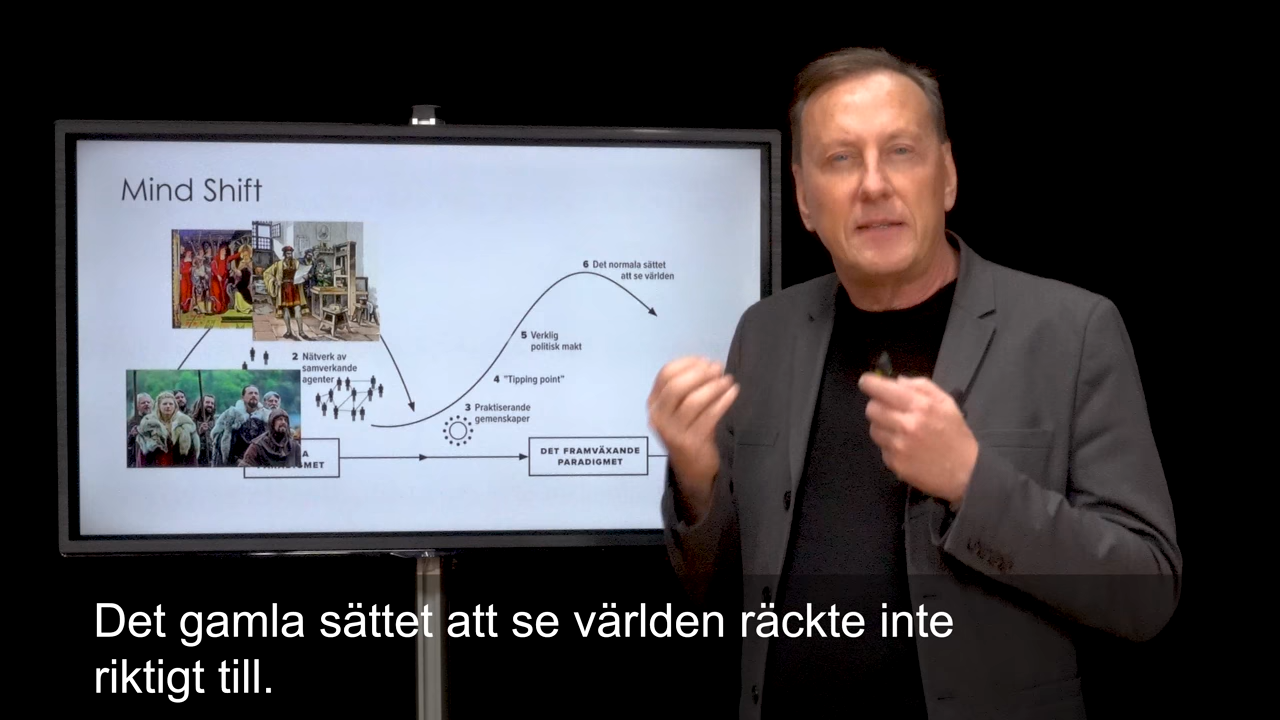 Mind Shift
6 Det normala sättet
att se världen
5 Verklig
politisk makt
2 Nätverk av
samverkande
agenter
4 "Tipping point"
3 Praktiserande
gemenskaper
DET FRAMVÄXANDE
PARADIGMET
Det gamla sättet att se världen räckte inte
riktigt till.